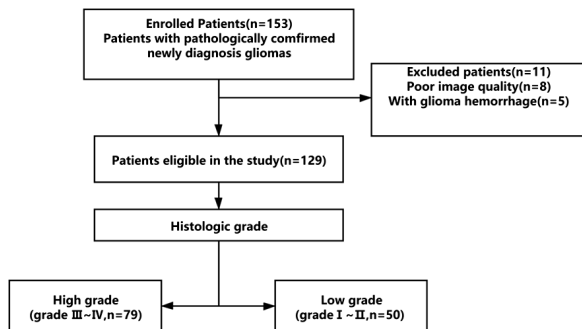 Enrolled Patients(n=153)
Patients with pathologically comfirmed
newly diagnosis gliomas
Excluded patients(n=11)
Poor image quality(n=8)
With glioma hemorrhage(n=5)
Patients eligible in the study(n=129)
Histologic grade
High grade
(grade Ⅲ~Ⅳ,n=79)
Low grade
(grade Ⅰ ~Ⅱ,n=50)